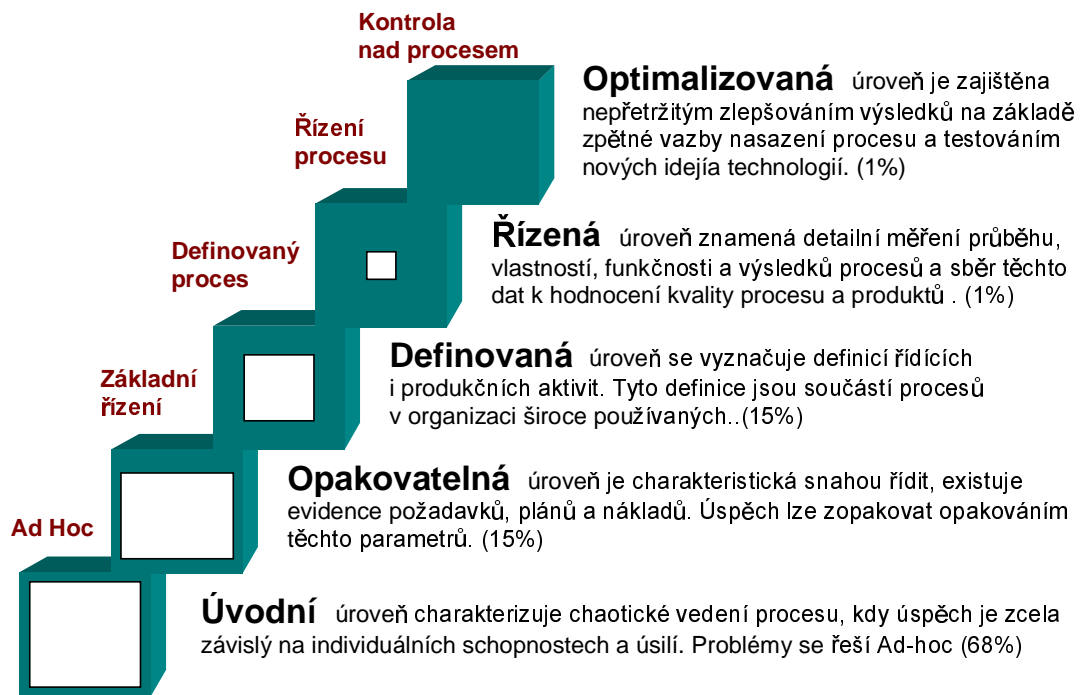 Kontrola
nad procesem
Optimalizovaná úroveň je zajištěna
nepřetržitým zlepšováním výsledků na základě
zpětné vazby nasazení procesu a testováním
nových idejía technologií. (1%)
Řízení
procesu
Řízená úroveň znamená detailní měření průběhu,
vlastností, funkčnosti a výsledků procesů a sběr těchto
dat k hodnocení kvality procesu a produktů . (1%)
Definovaný
proces
Definovaná úroveň se vyznačuje definicí řídících
i produkčních aktivit. Tyto definice jsou součástí procesů
v organizaci široce používaných..(15%)
Základní
řízení
Opakovatelná úroveň je charakteristická snahou řídit, existuje
evidence požadavků, plánů a nákladů. Úspěch lze zopakovat opakováním
těchto parametrů. (15%)
Ad Hoc
Úvodní úroveň charakterizuje chaotické vedení procesu, kdy úspěch je zcela
závislý na individuálních schopnostech a úsilí. Problémy se řeší Ad-hoc (68%)